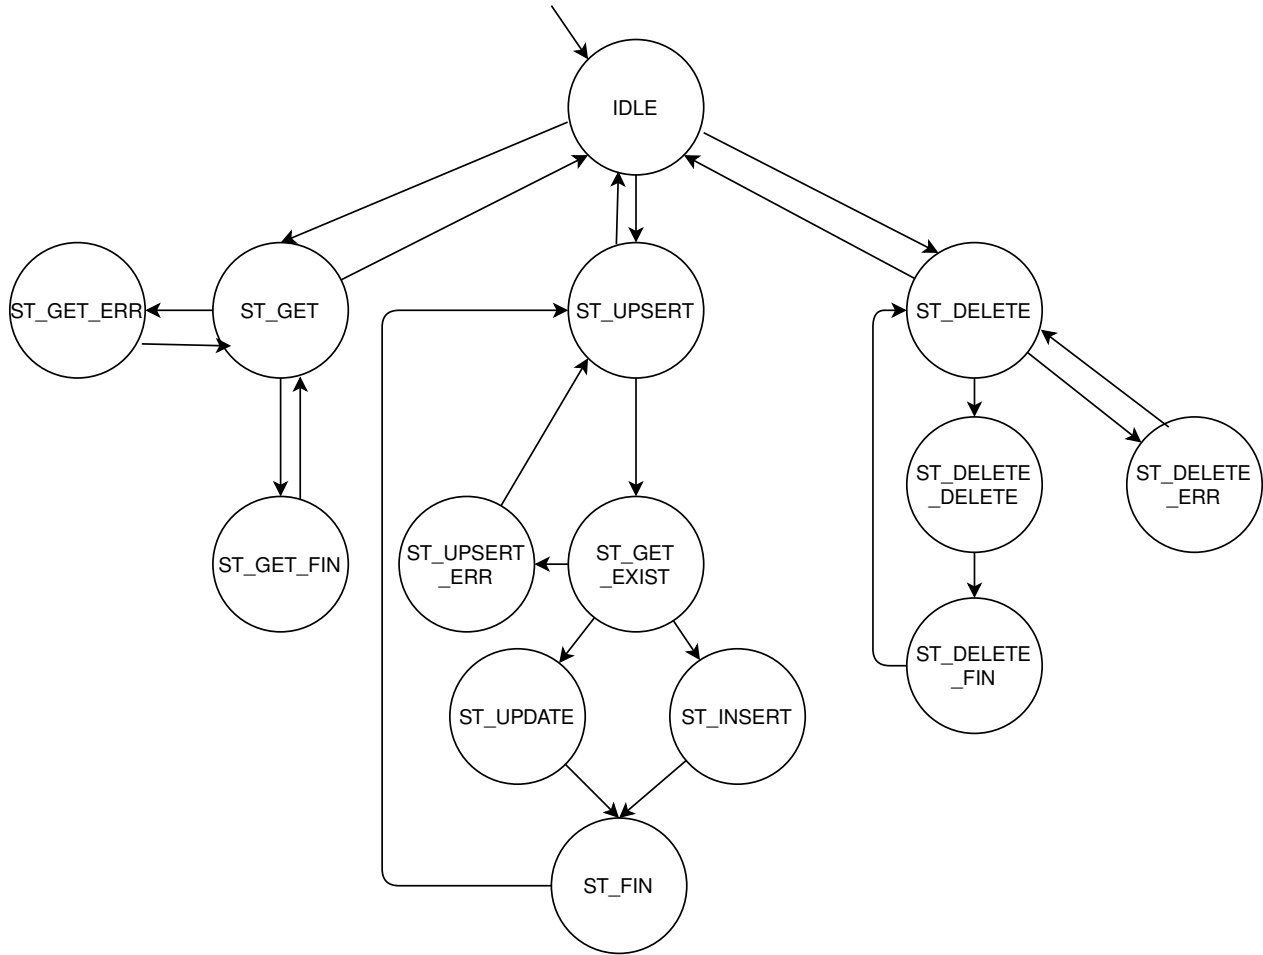 IDLE
ST_GET_ERR
ST_GET
ST_UPSERT
ST_DELETE
ST_DELETE
_DELETE
ST_DELETE
_ERR
ST_GET_FIN
ST_UPSERT
_ERR
ST_GET
_EXIST
ST_DELETE
_FIN
ST_UPDATE
ST_INSERT
ST_FIN